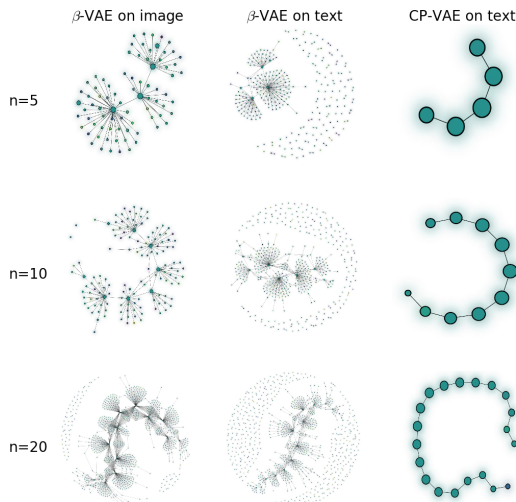 β-VAE on image
β-VAE on text
CP-VAE on text
n=5
n=10
n=20